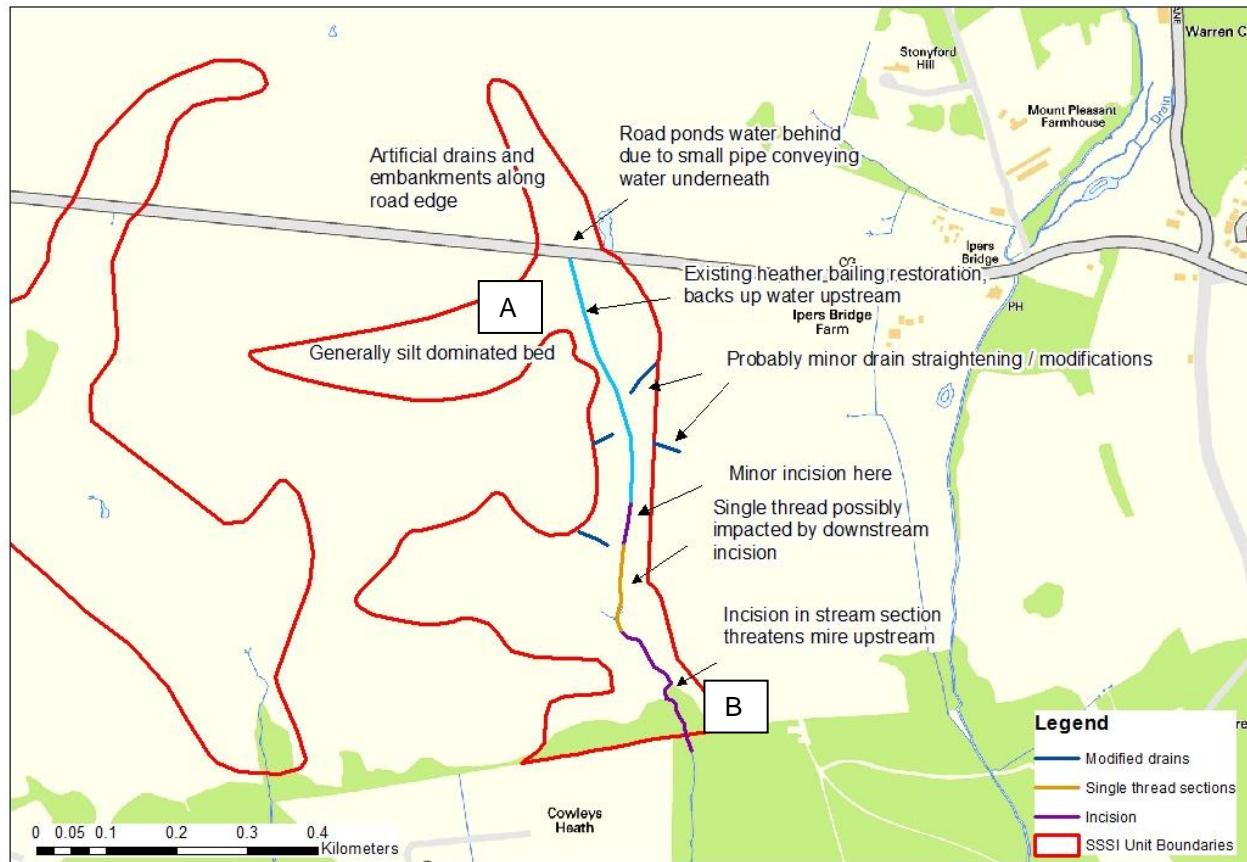 Warren C
Stonyford
Hill
Mount Pleasant
Farmhouse
Drain
Road ponds water behind
due to small pipe conveying
water underneath
Artificial drains and
embankments along
road edge
Ipers
Bridge
CG
Existing heather bailing restoration,
backs up water upstream
PH
Ipers Bridge
Farm
A
Generally silt dominated bed
Probably minor drain straightening / modifications
Minor incision here
Single thread possibly
impacted by downstream
incision
Incision in stream section
threatens mire upstream
B
Legend
Modified drains
Single thread sections
Incision
SSSI Unit Boundaries
Cowleys
Heath
0 0.05 0.1 0.2 0.3 0.4
Kilometers